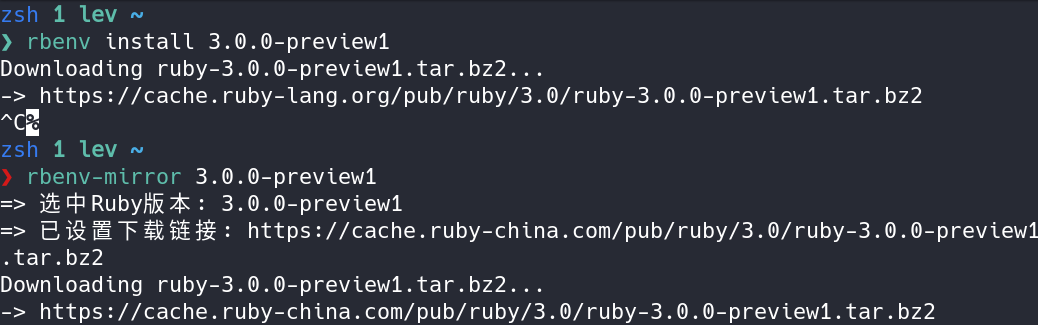 zsh 1 lev ~
❯ rbenv install 3.0.0-preview1
Downloading ruby-3.0.0-preview1.tar.bz2...
-> https://cache.ruby-lang.org/pub/ruby/3.0/ruby-3.0.0-preview1.tar.bz2
^C%
zsh 1 lev ~
❯ rbenv-mirror 3.0.0-preview1
=> 选中Ruby版本: 3.0.0-preview1
=> 已设置下载链接: https://cache.ruby-china.com/pub/ruby/3.0/ruby-3.0.0-preview1
.tar.bz2
Downloading ruby-3.0.0-preview1.tar.bz2...
-> https://cache.ruby-china.com/pub/ruby/3.0/ruby-3.0.0-preview1.tar.bz2